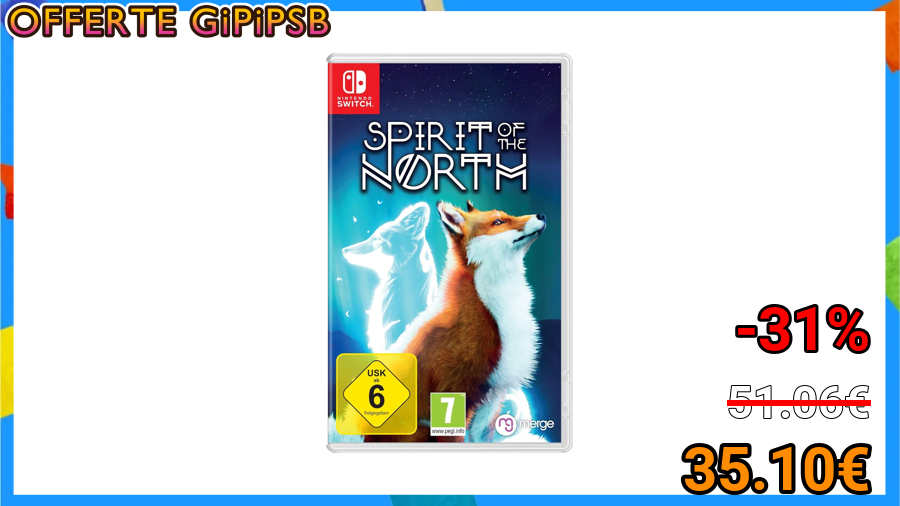 OFFERTE GiPiPSB
NINTENDO
SWITCH.
SPIRIT OF
THE
NORTH
USK
ab
6
freigegeben
7
www.pegi.info
merge
-31%
51.06€
35.10€